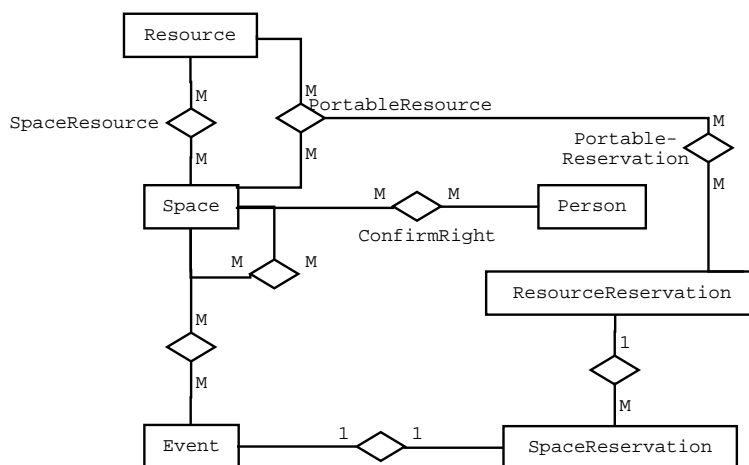 Resource
M
M
PortableResource
SpaceResource
M
Portable-
Reservation
M
M
M
Space
M
M
Person
ConfirmRight
M
M
ResourceReservation
M
1
M
M
Event
1
1
SpaceReservation